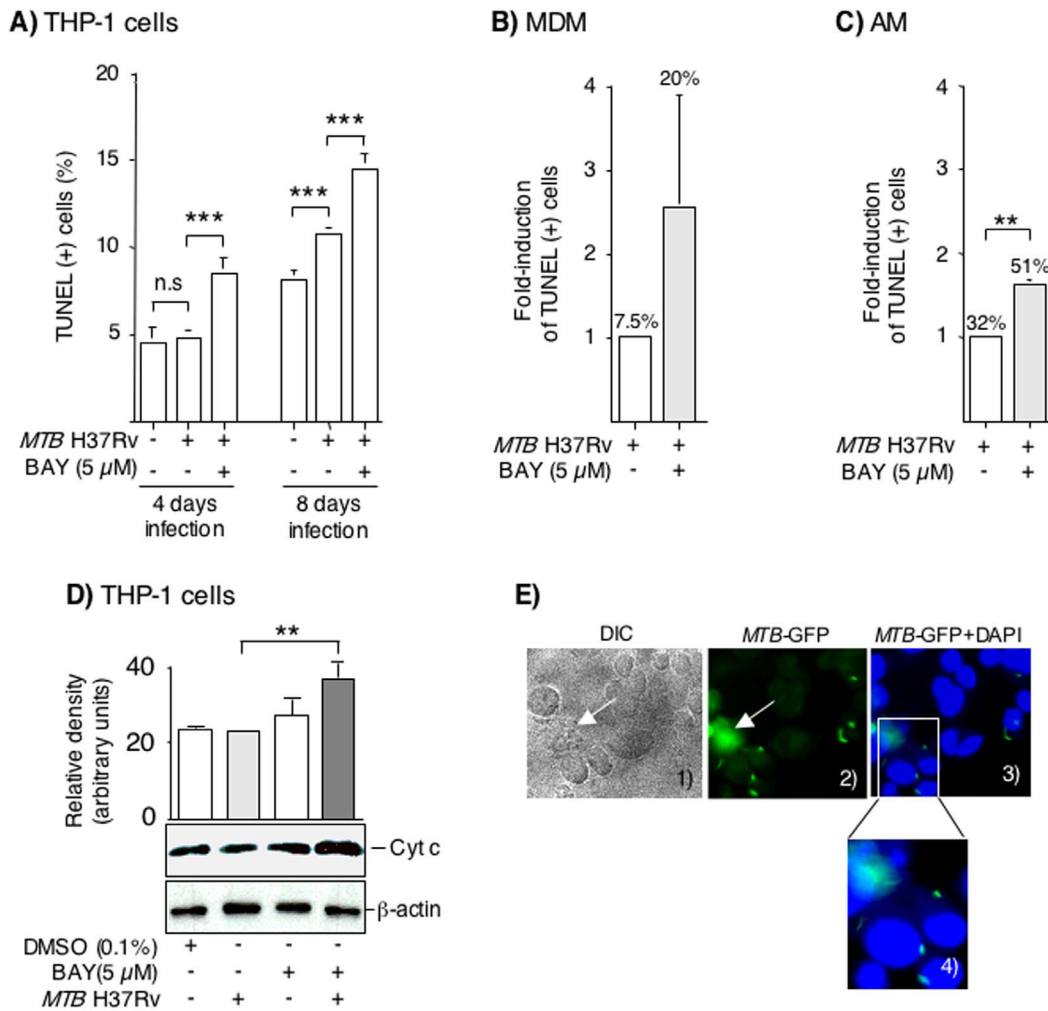 A) THP-1 cells
TUNEL (+) cells (%)
20
15
10
5
n.s
***
***
***
MTB H37Rv - + + - + +
BAY (5 µM) - - + - - +
4 days infection
8 days infection
B) MDM
Fold-induction
of TUNEL (+) cells
4
3
2
1
7.5%
20%
MTB H37Rv + +
BAY (5 µM) - +
C) AM
Fold-induction
of TUNEL (+) cells
4
3
2
1
**
32%
51%
MTB H37Rv + +
BAY (5 µM) - +
D) THP-1 cells
Relative density
(arbitrary units)
40
20
0
**
Cyt c
β-actin
DMSO (0.1%) + - - -
BAY(5 µM) - - + +
MTB H37Rv - + - +
E)
DIC
MTB-GFP
MTB-GFP+DAPI
1)
2)
3)
4)